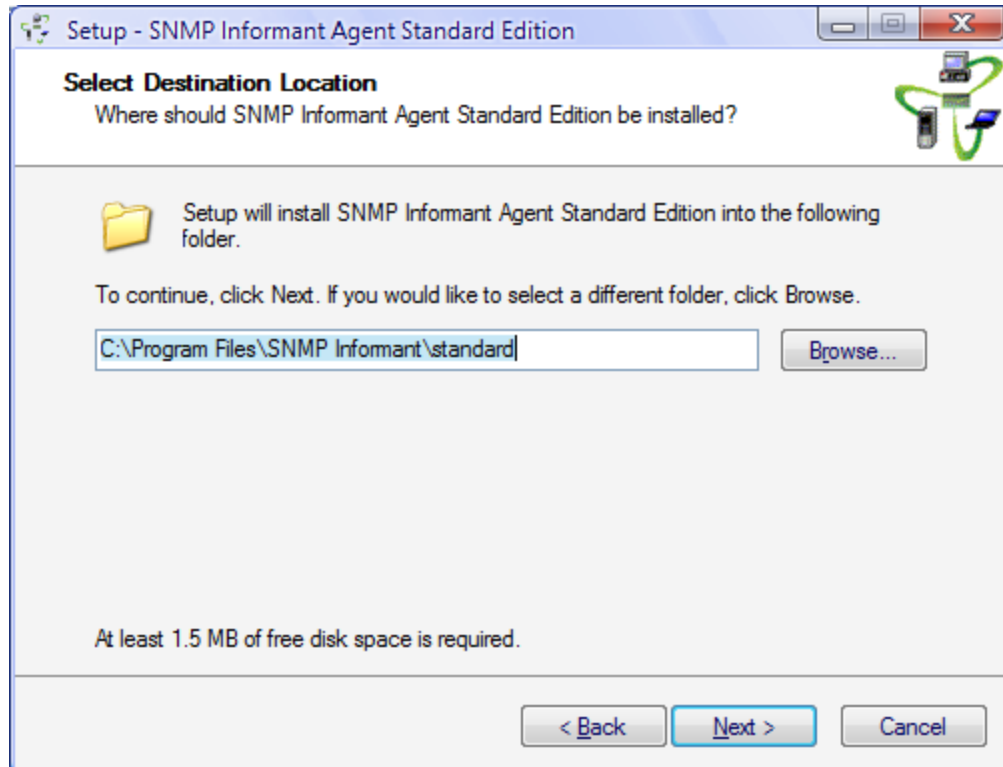 Setup - SNMP Informant Agent Standard Edition
Select Destination Location
Where should SNMP Informant Agent Standard Edition be installed?
Setup will install SNMP Informant Agent Standard Edition into the following
folder.
To continue, click Next. If you would like to select a different folder, click Browse.
C:\Program Files\SNMP Informant\standard
Browse...
At least 1.5 MB of free disk space is required.
< Back
Next >
Cancel